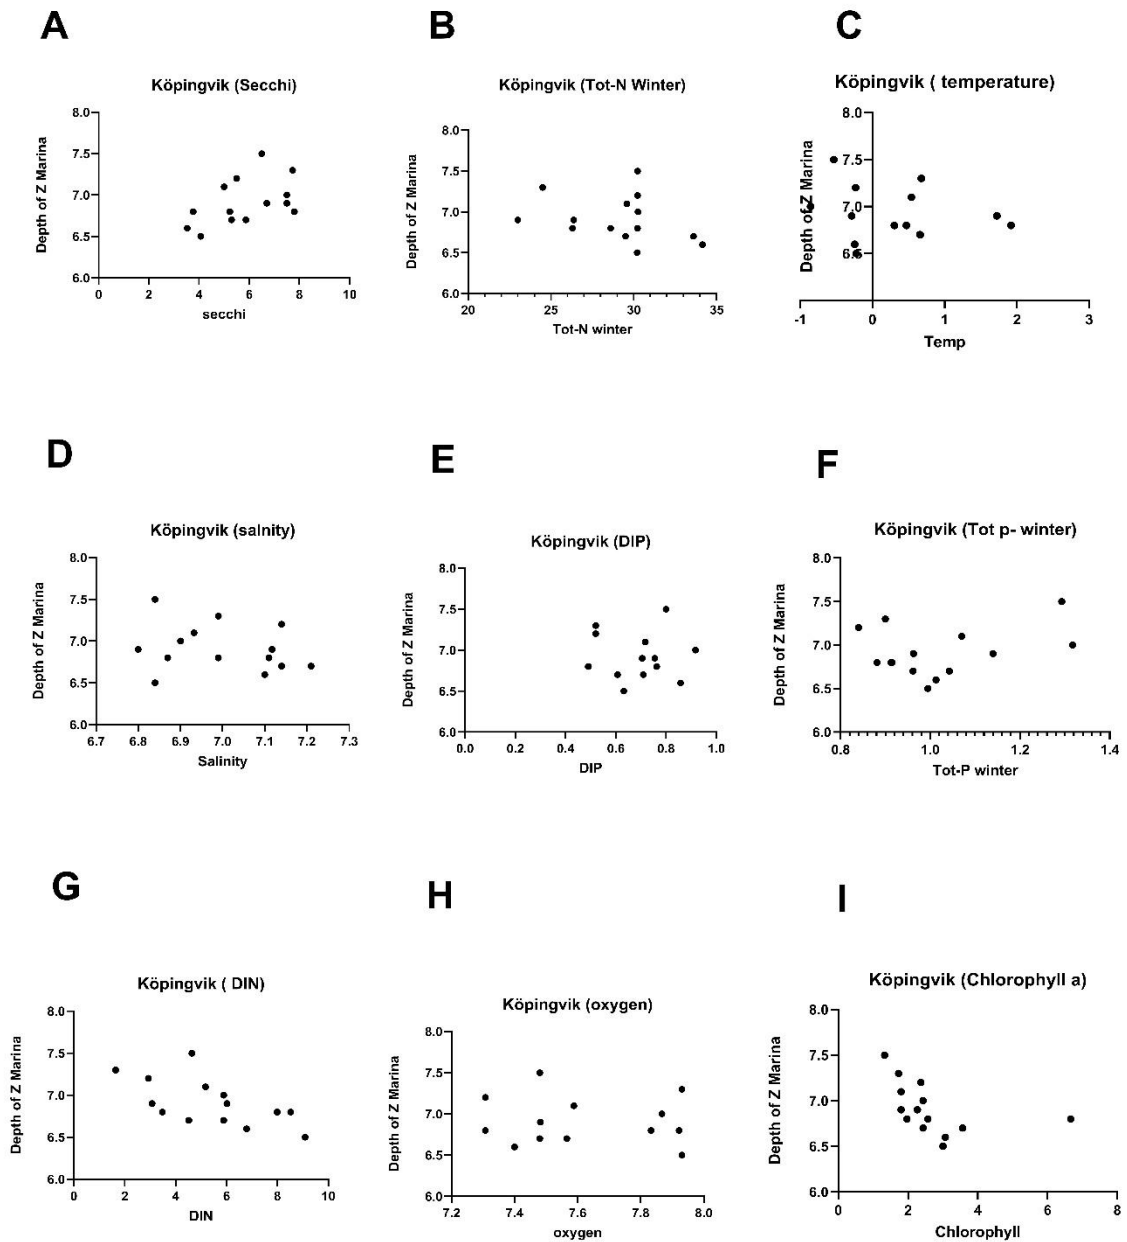 A
B
C
Köpingvik (Secchi)
Köpingvik (Tot-N Winter)
Köpingvik ( temperature)
Depth of Z Marina
8.0
7.5
7.0
6.5
6.0
0 2 4 6 8 10
secchi
Depth of Z Marina
8.0
7.5
7.0
6.5
6.0
20 25 30 35
Tot-N winter
Depth of Z Marina
8.0
7.5
7.0
6.5
-1 0 1 2 3
Temp
D
E
F
Köpingvik (salnity)
Köpingvik (DIP)
Köpingvik (Tot p- winter)
Depth of Z Marina
8.0
7.5
7.0
6.5
6.0
6.7 6.8 6.9 7.0 7.1 7.2 7.3
Salinity
Depth of Z Marina
8.0
7.5
7.0
6.5
6.0
0.0 0.2 0.4 0.6 0.8 1.0
DIP
Depth of Z Marina
8.0
7.5
7.0
6.5
6.0
0.8 1.0 1.2 1.4
Tot-P winter
G
H
I
Köpingvik ( DIN)
Köpingvik (oxygen)
Köpingvik (Chlorophyll a)
Depth of Z Marina
8.0
7.5
7.0
6.5
6.0
0 2 4 6 8 10
DIN
Depth of Z Marina
8.0
7.5
7.0
6.5
6.0
7.2 7.4 7.6 7.8 8.0
oxygen
Depth of Z Marina
8.0
7.5
7.0
6.5
6.0
0 2 4 6 8
Chlorophyll